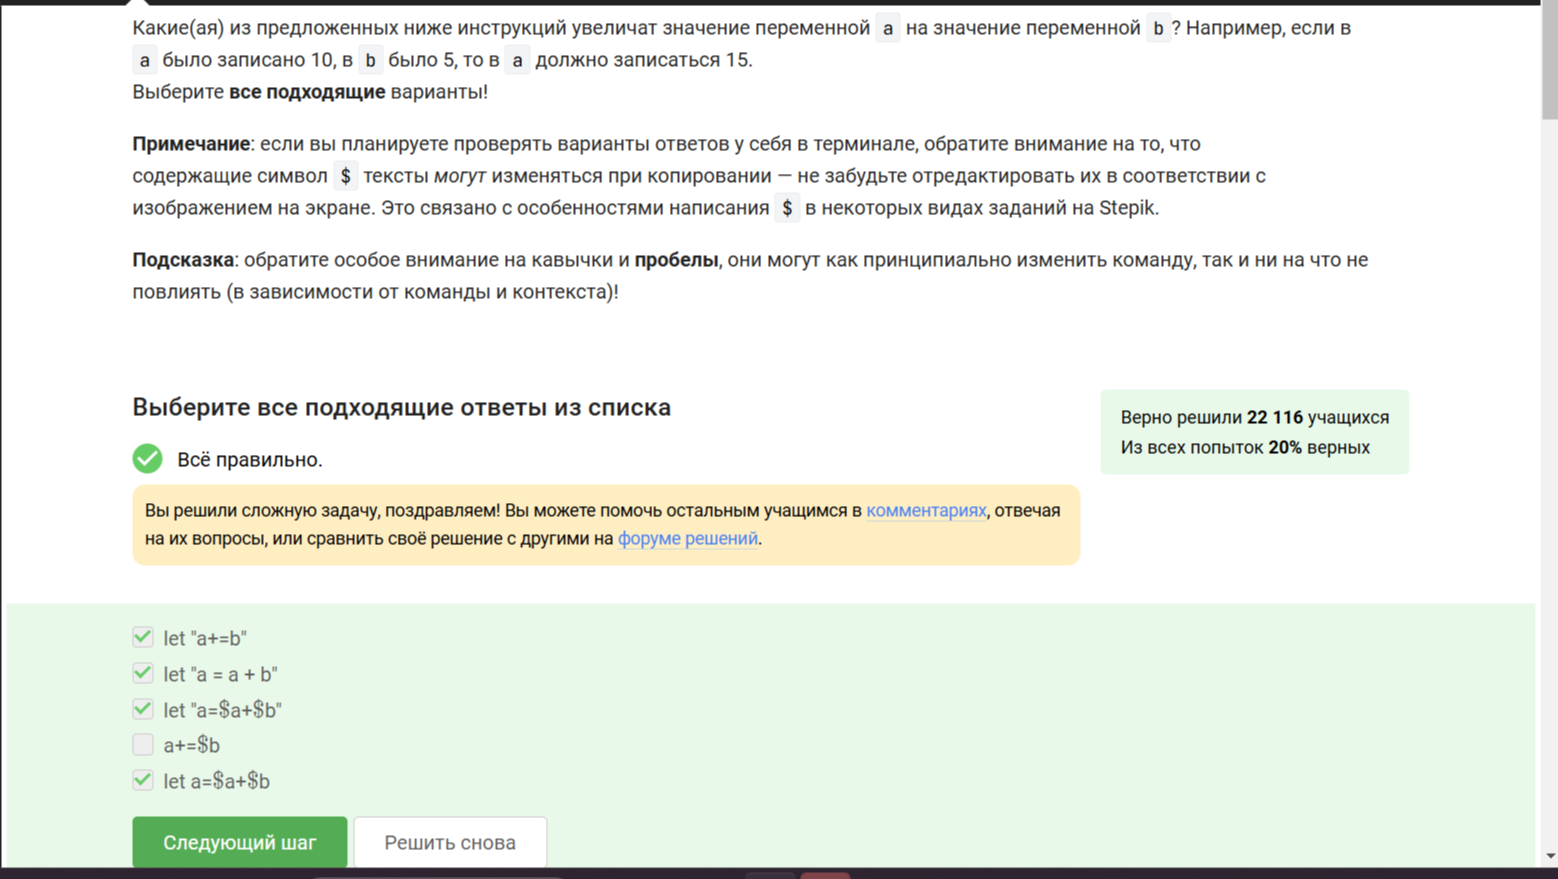 Какие(ая) из предложенных ниже инструкций увеличат значение переменной a на значение переменной b? Например, если в
a было записано 10, в b было 5, то в a должно записаться 15.
Выберите все подходящие варианты!
Примечание: если вы планируете проверять варианты ответов у себя в терминале, обратите внимание на то, что
содержащие символ $ тексты могут изменяться при копировании — не забудьте отредактировать их в соответствии с
изображением на экране. Это связано с особенностями написания $ в некоторых видах заданий на Stepik.
Подсказка: обратите особое внимание на кавычки и пробелы, они могут как принципиально изменить команду, так и ни на что не
повлиять (в зависимости от команды и контекста)!
Выберите все подходящие ответы из списка
Верно решили 22 116 учащихся
Из всех попыток 20% верных
Всё правильно.
Вы решили сложную задачу, поздравляем! Вы можете помочь остальным учащимся в комментариях, отвечая
на их вопросы, или сравнить своё решение с другими на форуме решений.
let "a+=b"
let "a = a + b"
let "a=$a+$b"
a+=$b
let a=$a+$b
Следующий шаг
Решить снова